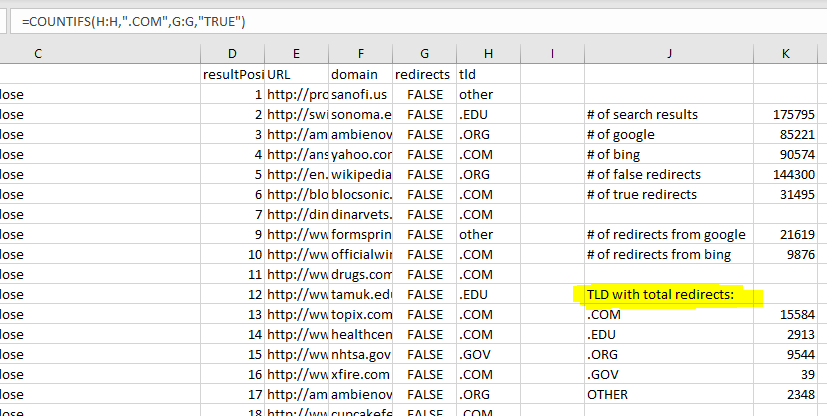 =COUNTIFS(H:H,".COM",G:G,"TRUE")
C D E F G H I J K
resultPosi URL domain redirects tld
lose 1 http://pro sanofi.us FALSE other
lose 2 http://swi sonoma.e FALSE .EDU # of search results 175795
lose 3 http://am ambienov FALSE .ORG # of google 85221
lose 4 http://ans yahoo.cor FALSE .COM # of bing 90574
lose 5 http://en. wikipedia FALSE .ORG # of false redirects 144300
lose 6 http://blo blocsonic. FALSE .COM # of true redirects 31495
lose 7 http://din dinarvets. FALSE .COM
lose 9 http://ww formsprin FALSE other # of redirects from google 21619
lose 10 http://ww officialwi FALSE .COM # of redirects from bing 9876
lose 11 http://ww drugs.com FALSE .COM
lose 12 http://ww tamuk.edu FALSE .EDU TLD with total redirects:
lose 13 http://ww topix.com FALSE .COM .COM 15584
lose 14 http://ww healthcen FALSE .COM .EDU 2913
lose 15 http://ww nhtsa.gov FALSE .GOV .ORG 9544
lose 16 http://ww xfire.com FALSE .COM .GOV 39
lose 17 http://am ambienov FALSE .ORG OTHER 2348
18 http://ww cupcakefe FALSE .COM